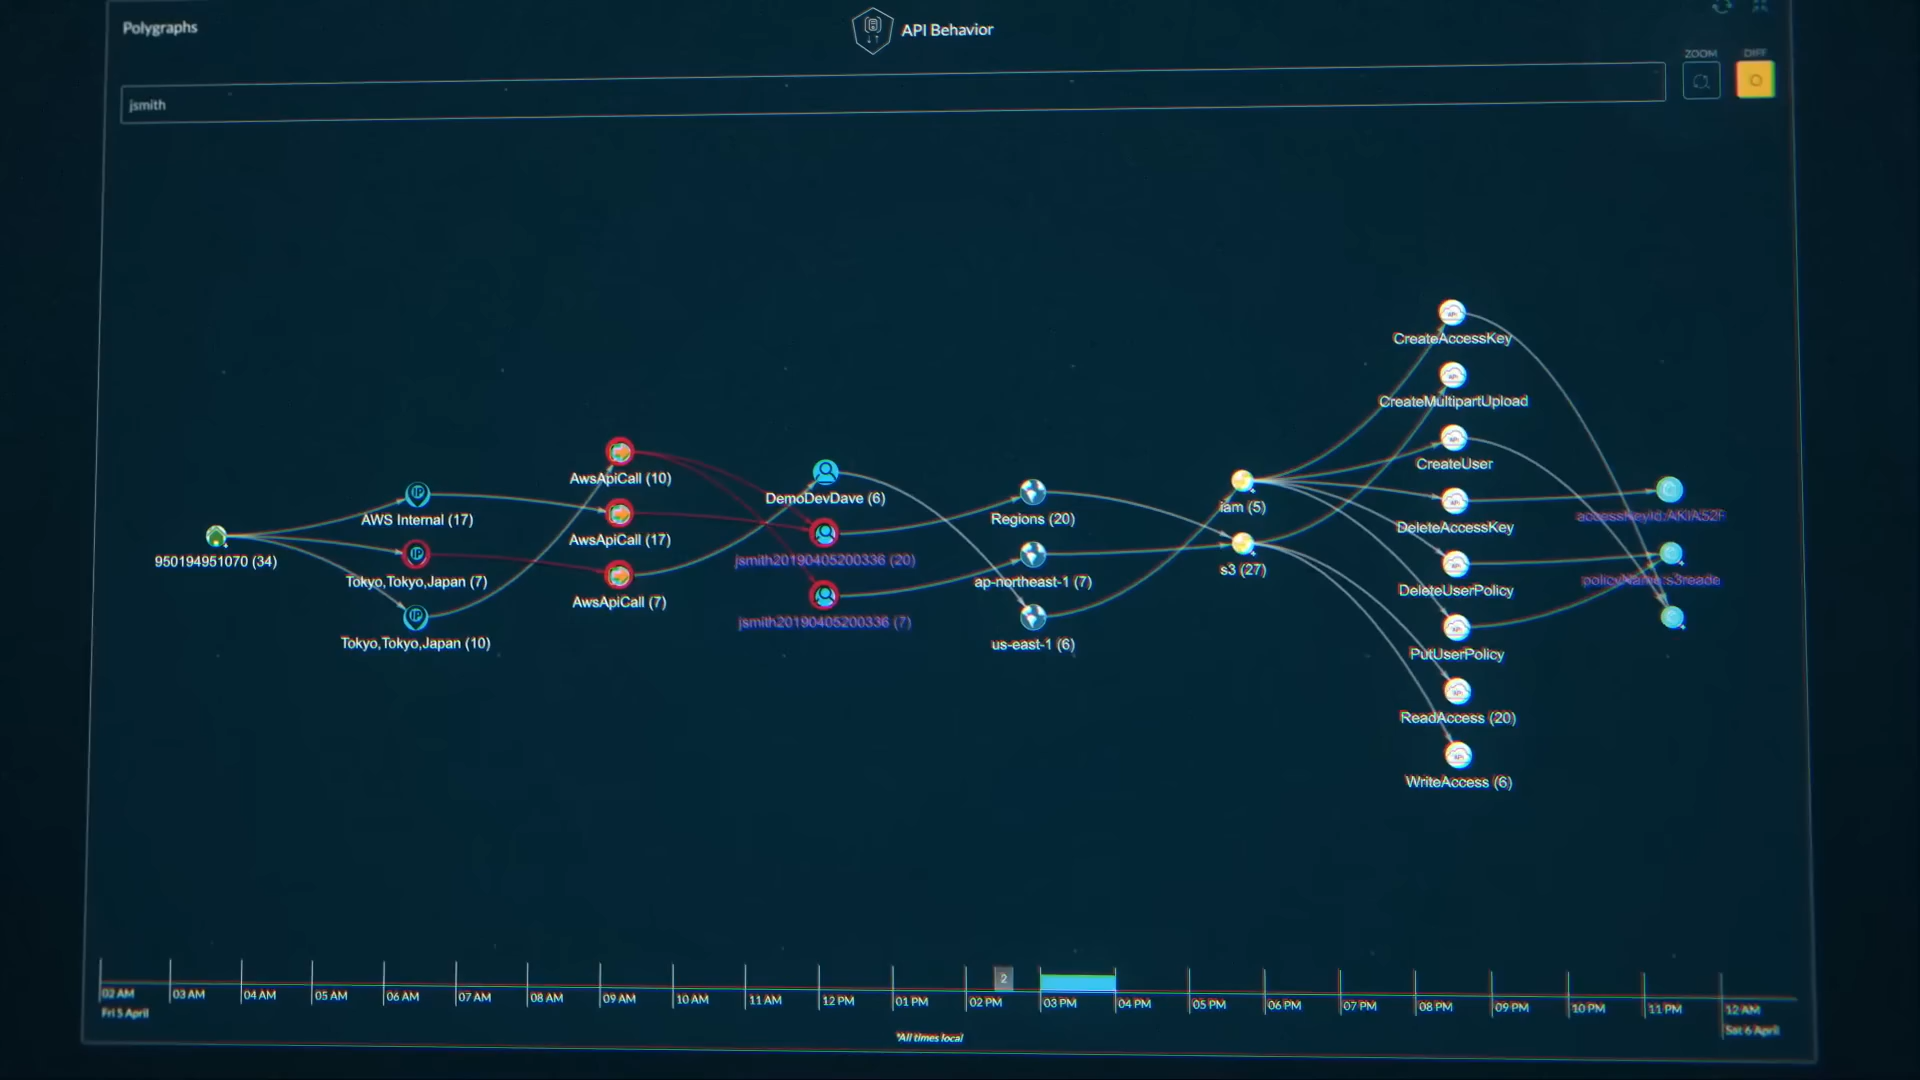 Polygraphs
API Behavior
ZOOM
DIFF
jsmith
CreateAccessKey
CreateMultipartUpload
CreateUser
AwsApiCall (10)
DemoDevDave (6)
iam (5)
AWS Internal (17)
Regions (20)
accessKeyId:AKIA52F
DeleteAccessKey
AwsApiCall (17)
950194951070 (34)
jsmith20190405200336 (20)
s3 (27)
Tokyo,Tokyo,Japan (7)
ap-northeast-1 (7)
policyName:s3reade
DeleteUserPolicy
AwsApiCall (7)
jsmith20190405200336 (7)
Tokyo,Tokyo,Japan (10)
us-east-1 (6)
PutUserPolicy
ReadAccess (20)
WriteAccess (6)
2
02 AM 03 AM 04 AM 05 AM 06 AM 07 AM 08 AM 09 AM 10 AM 11 AM 12 PM 01 PM 02 PM 03 PM 04 PM 05 PM 06 PM 07 PM 08 PM 09 PM 10 PM 11 PM 12 AM
Fri 5 April
Sat 6 April
*All times local